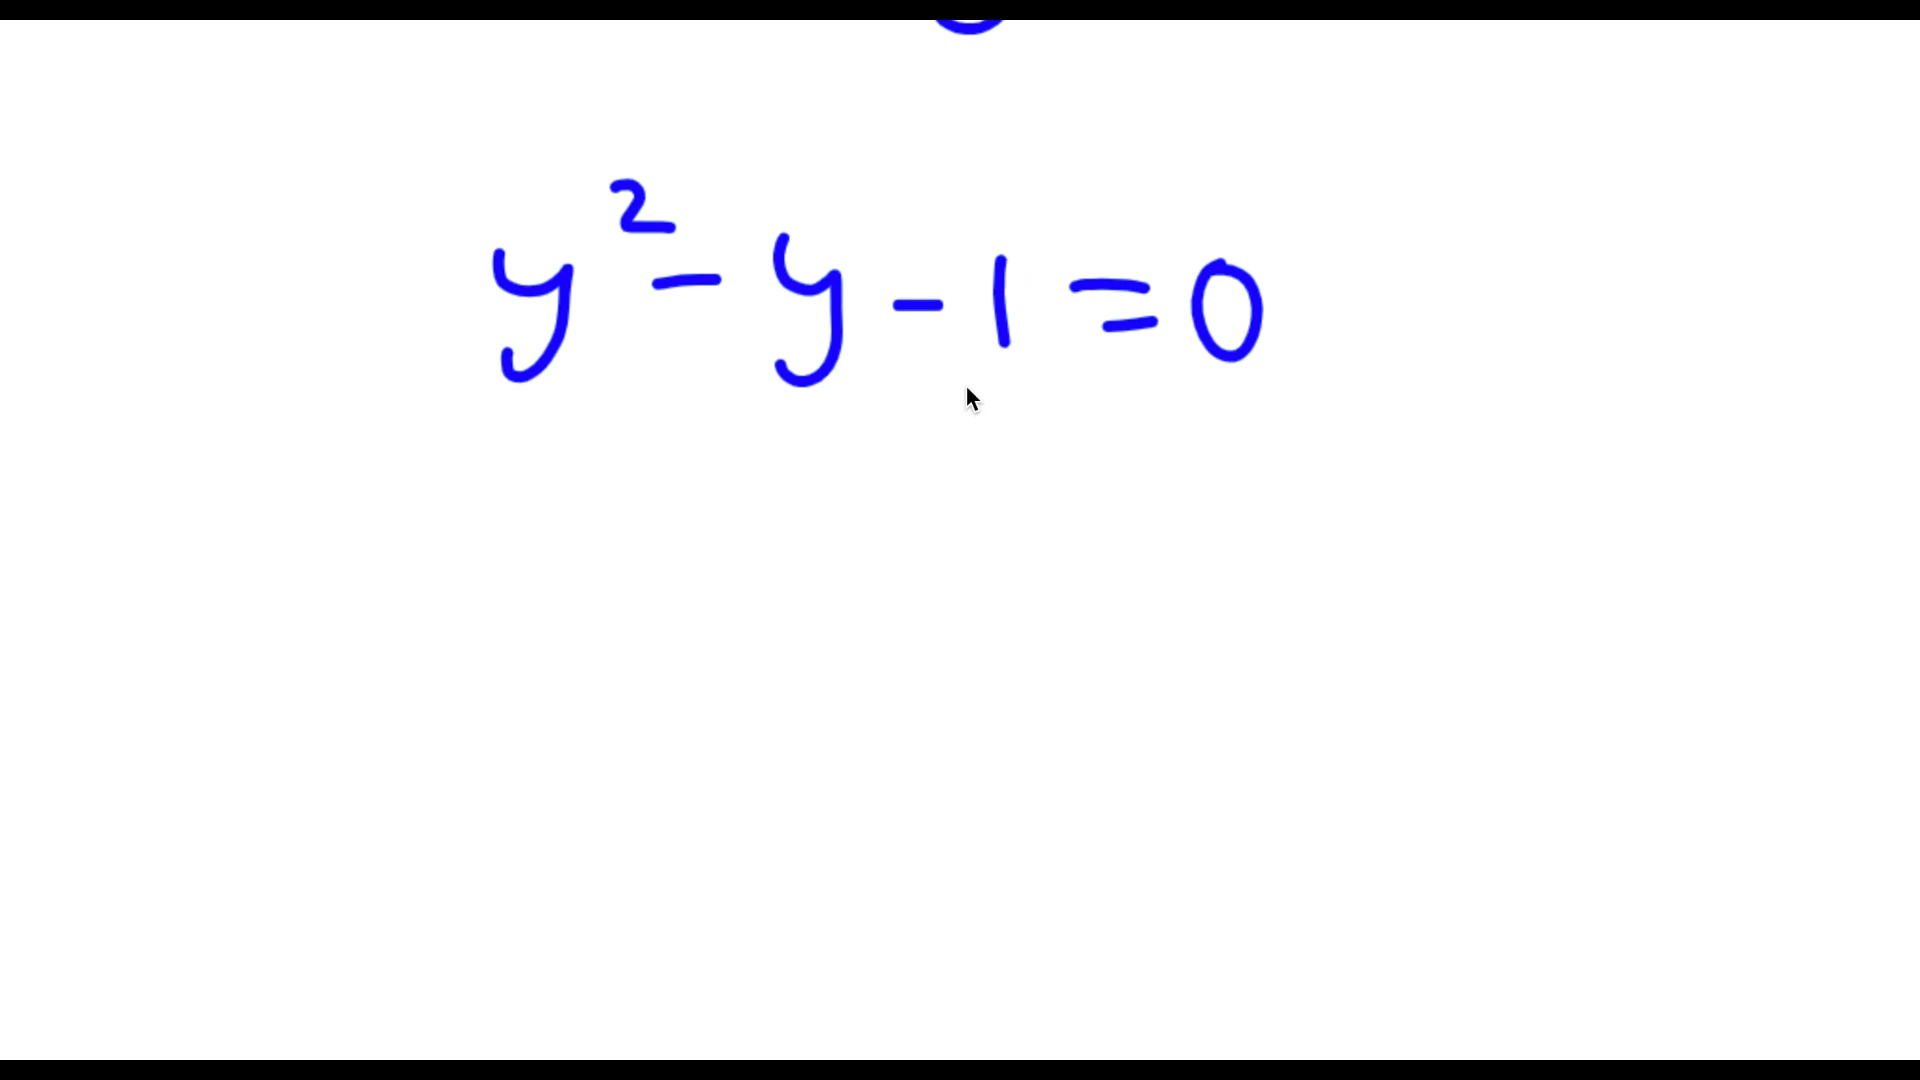 y² - y - 1 = 0